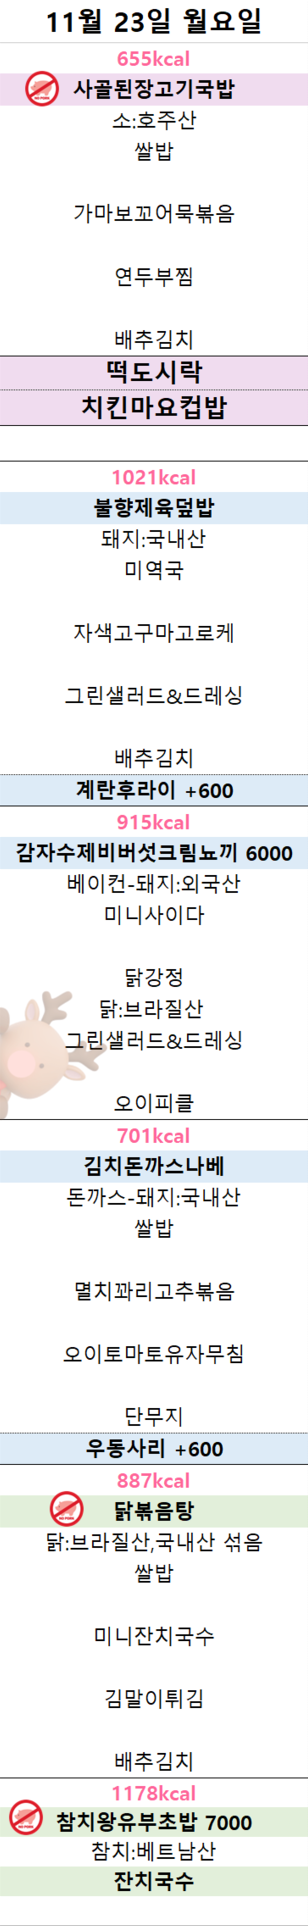 11월 23일 월요일
655kcal
사골된장고기국밥
소:호주산
쌀밥
가마보꼬어묵볶음
연두부찜
배추김치
떡도시락
치킨마요컵밥
1021kcal
불향제육덮밥
돼지:국내산
미역국
자색고구마고로케
그린샐러드&드레싱
배추김치
계란후라이 +600
915kcal
감자수제비버섯크림뇨끼 6000
베이컨-돼지:외국산
미니사이다
닭강정
닭:브라질산
그린샐러드&드레싱
오이피클
701kcal
김치돈까스나베
돈까스-돼지:국내산
쌀밥
멸치꽈리고추볶음
오이토마토유자무침
단무지
우동사리 +600
887kcal
닭볶음탕
닭:브라질산,국내산 섞음
쌀밥
미니잔치국수
김말이튀김
배추김치
1178kcal
참치왕유부초밥 7000
참치:베트남산
잔치국수